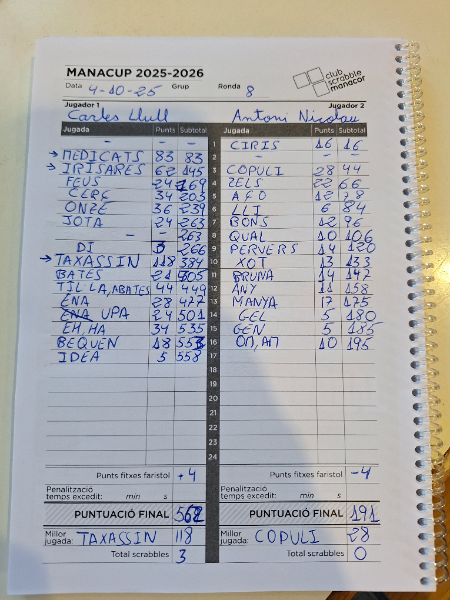 MANACUP 2025-2026
club scrabble manacor
Data 4-10-25 Grup Ronda 8
Jugador 1 Jugador 2
Carles Llull Antoni Nicolau
Jugada Punts Subtotal Jugada Punts Subtotal
- - 1 CIRIS 16 16
→ MEDICATS 83 83 2 - - -
→ IRISARES 62 145 3 COPULI 28 44
FEUS 24 169 4 ZELS 22 66
CLEC 34 203 5 AFO 12 78
ONZE 36 239 6 LLI 6 84
JOTA 24 263 7 BONS 12 96
- 263 8 QUAL 10 106
DI 3 266 9 PERVERS 14 120
→ TAXASSIN 118 384 10 XOT 13 133
BATES 21 405 11 BRUNA 14 147
TIL·LA, ABATES 44 449 12 ANY 11 158
ENA 28 477 13 MANYA 17 175
UPA 24 501 14 GEL 5 180
EH, HA 34 535 15 GEN 5 185
BEQUEN 18 553 16 OM, AM 10 195
IDEA 5 558 17
18
19
20
21
22
23
24
Punts fitxes faristol +4 Punts fitxes faristol -4
Penalització temps excedit: min s Penalització temps excedit: min s
PUNTUACIÓ FINAL 562 PUNTUACIÓ FINAL 191
Millor jugada: TAXASSIN 118 Millor jugada: COPULI 28
Total scrabbles 3 Total scrabbles 0